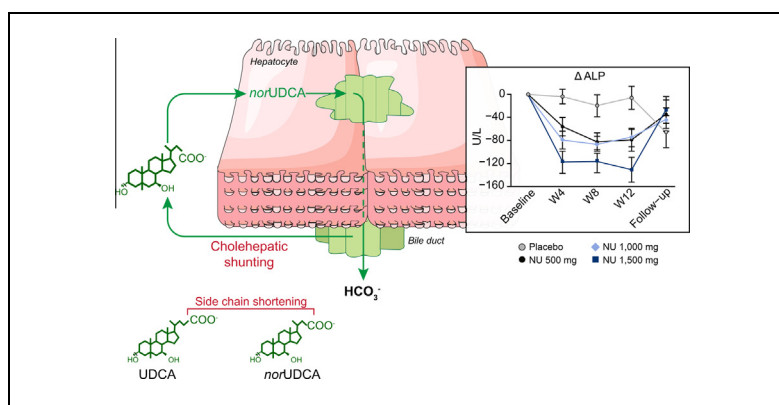 Hepatocyte
norUDCA
COO-
HO
OH
Cholehepatic
shunting
Bile duct
HCO3-
Side chain shortening
COO-
HO
OH
UDCA
COO-
HO
OH
norUDCA
Δ ALP
U/L
0
−40
−80
−120
−160
Baseline
W4
W8
W12
Follow−up
Placebo
NU 1,000 mg
NU 500 mg
NU 1,500 mg